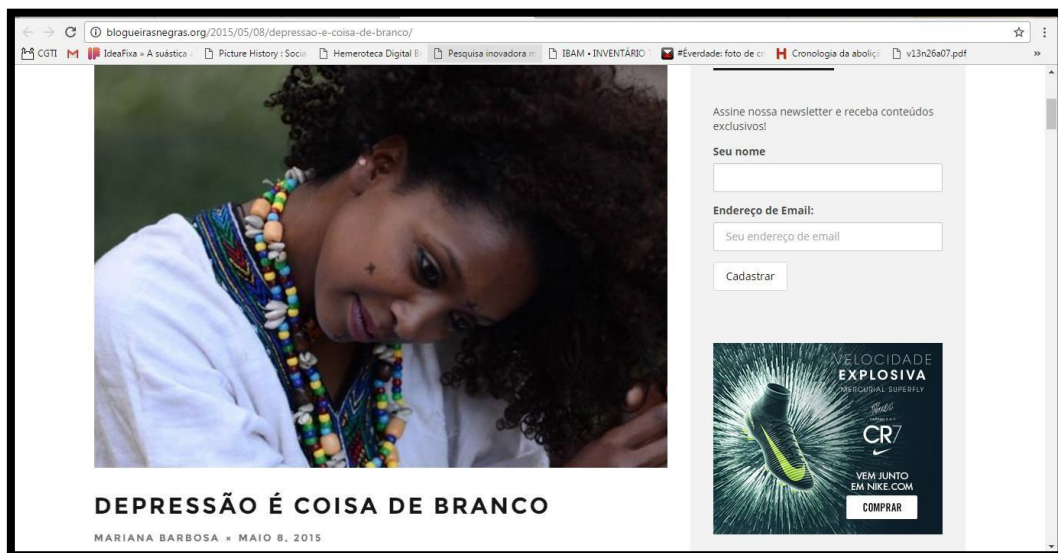 blogueirasnegras.org/2015/05/08/depressao-e-coisa-de-branco/
CGTI
IdeaFixa » A suástica
Picture History : Socia
Hemeroteca Digital B
Pesquisa inovadora m
IBAM • INVENTÁRIO
#Éverdade: foto de c
Cronologia da aboliç
v13n26a07.pdf
»
Assine nossa newsletter e receba conteúdos
exclusivos!
Seu nome
Endereço de Email:
Seu endereço de email
Cadastrar
VELOCIDADE
EXPLOSIVA
MERCURIAL SUPERFLY
CR7
VEM JUNTO
EM NIKE.COM
COMPRAR
DEPRESSÃO É COISA DE BRANCO
MARIANA BARBOSA × MAIO 8, 2015